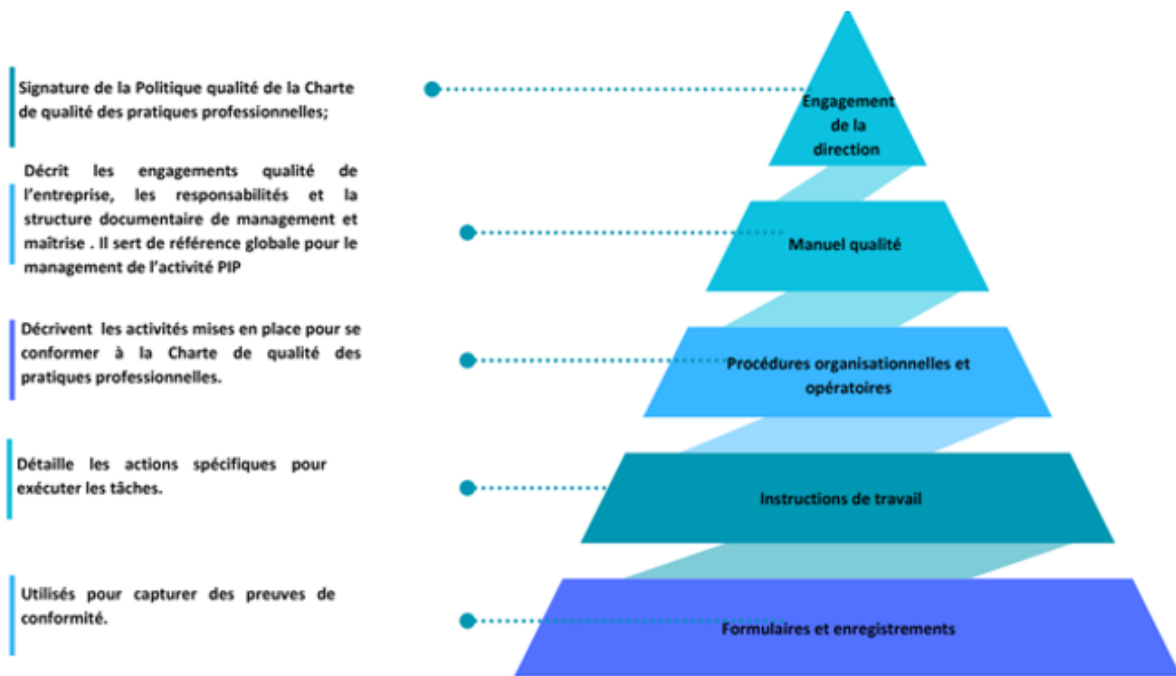 Signature de la Politique qualité de la Charte
de qualité des pratiques professionnelles;
Engagement
de la
direction
Décrit les engagements qualité de
l'entreprise, les responsabilités et la
structure documentaire de management et
maîtrise . Il sert de référence globale pour le
management de l'activité PIP
Manuel qualité
Décrivent les activités mises en place pour se
conformer à la Charte de qualité des
pratiques professionnelles.
Procédures organisationnelles et
opératoires
Détaille les actions spécifiques pour
exécuter les tâches.
Instructions de travail
Utilisés pour capturer des preuves de
conformité.
Formulaires et enregistrements